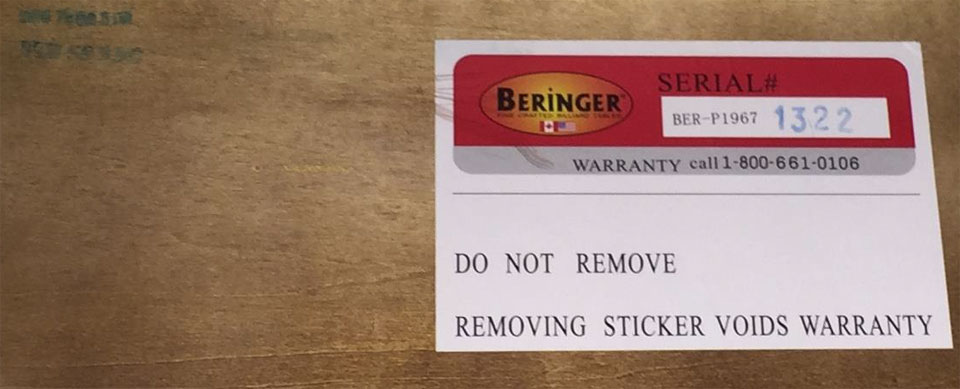 BERINGER
FINE CRAFTED BILLIARD TABLES
SERIAL#
BER-P1967 1322
WARRANTY call 1-800-661-0106
DO NOT REMOVE
REMOVING STICKER VOIDS WARRANTY